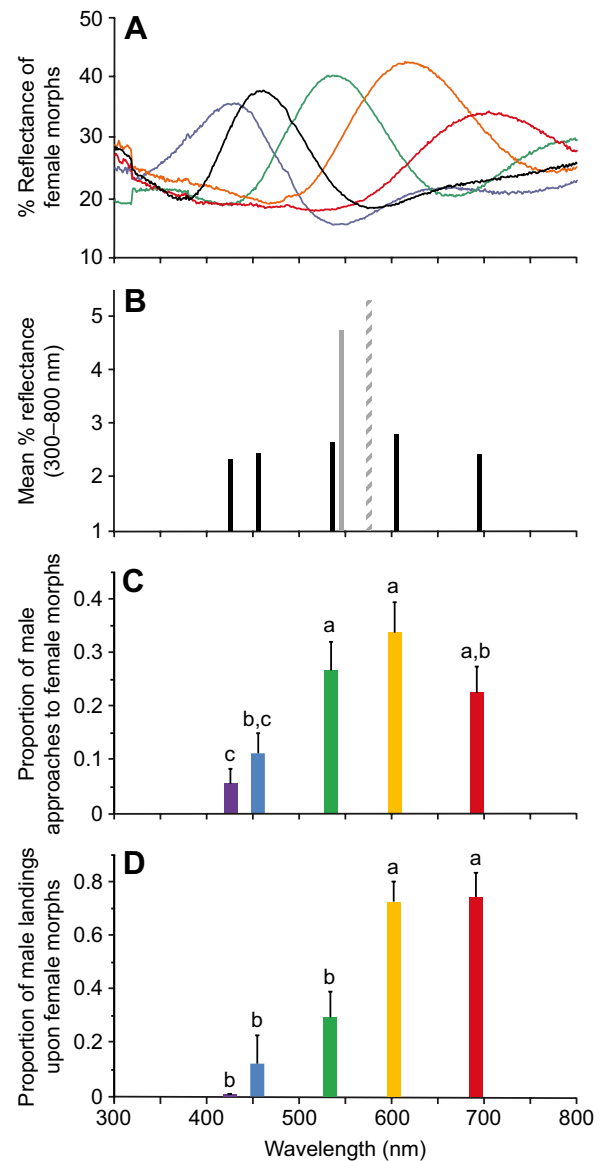 A
% Reflectance of
female morphs
50
40
30
20
10
B
Mean % reflectance
(300–800 nm)
5
4
3
2
1
C
Proportion of male
approaches to female morphs
0.4
0.3
0.2
0.1
0
c
b,c
a
a
a,b
D
Proportion of male landings
upon female morphs
0.8
0.6
0.4
0.2
0
b
b
b
a
a
300 400 500 600 700 800
Wavelength (nm)